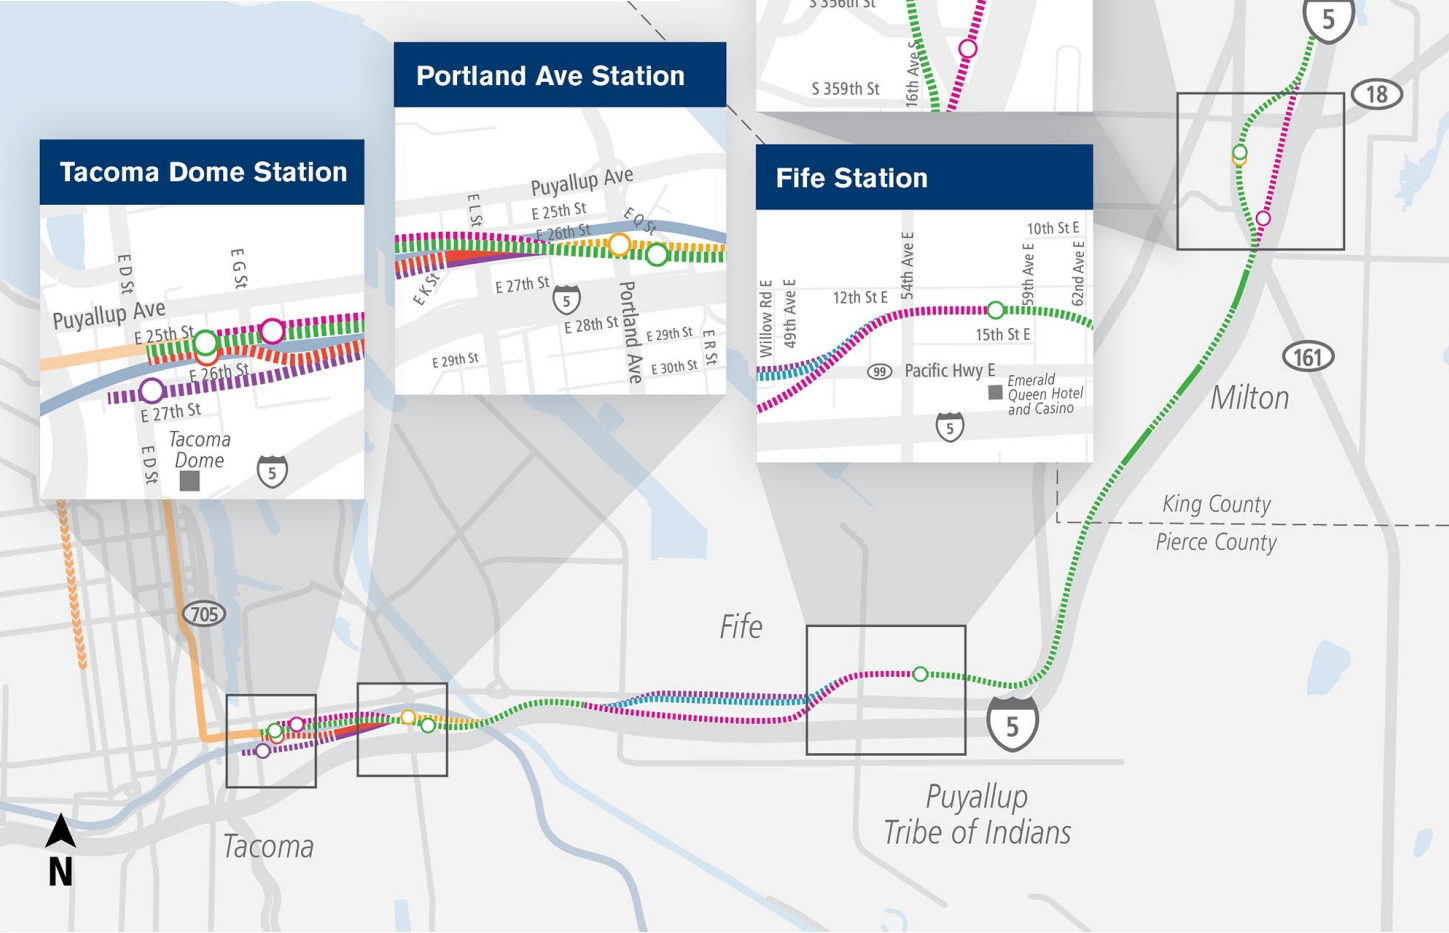 S 356th St
16th Ave S
S 359th St
5
18
Portland Ave Station
Puyallup Ave
E L St
E 25th St
E Q St
E 26th St
E K St
E 27th St
5
E 28th St
Portland Ave
E 29th St
E R St
E 29th St
E 30th St
Tacoma Dome Station
E D St
E G St
Puyallup Ave
E 25th St
E 26th St
E 27th St
E D St
Tacoma
Dome
5
Fife Station
10th St E
54th Ave E
59th Ave E
62nd Ave E
Willow Rd E
49th Ave E
12th St E
15th St E
99
Pacific Hwy E
Emerald
Queen Hotel
and Casino
5
161
Milton
King County
Pierce County
705
Fife
5
Puyallup
Tribe of Indians
Tacoma
N